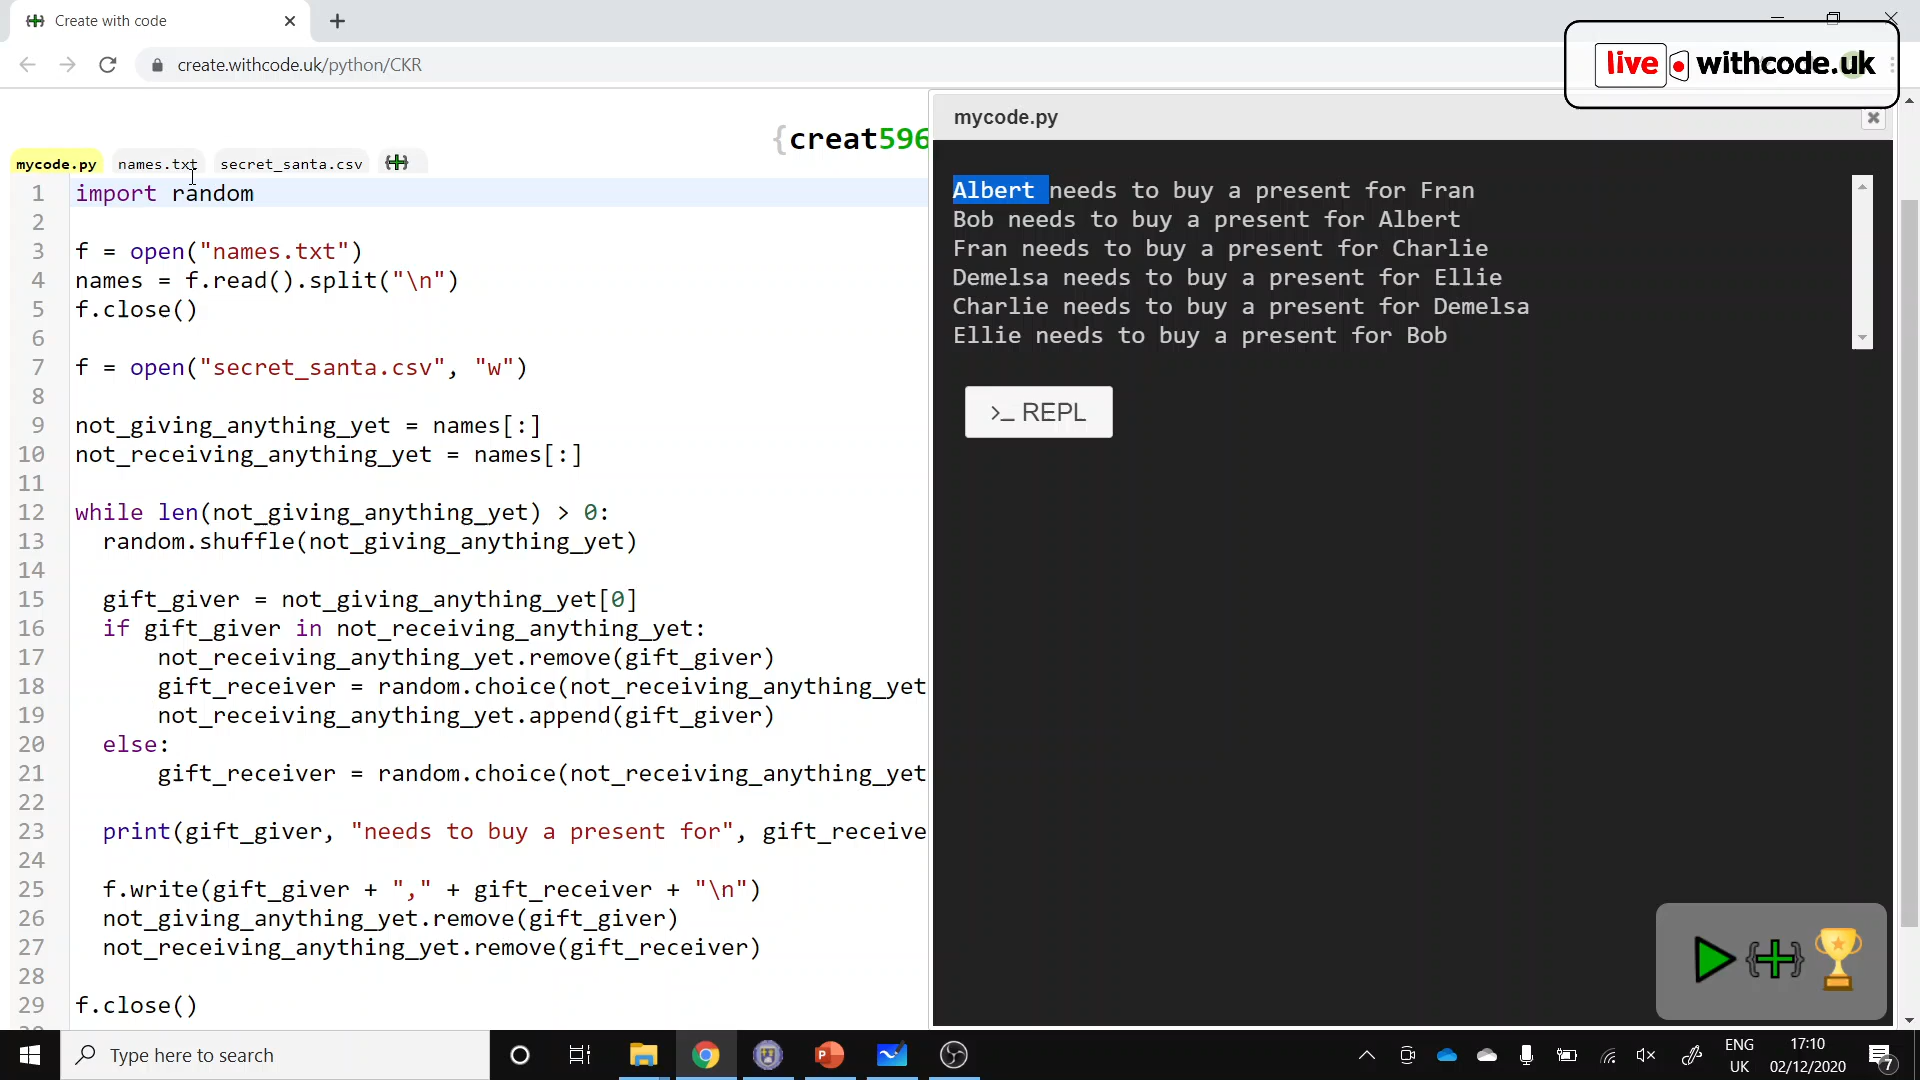 Create with code
create.withcode.uk/python/CKR
live withcode.uk
{creat596
mycode.py names.txt secret_santa.csv
1 import random
2
3 f = open("names.txt")
4 names = f.read().split("\n")
5 f.close()
6
7 f = open("secret_santa.csv", "w")
8
9 not_giving_anything_yet = names[:]
10 not_receiving_anything_yet = names[:]
11
12 while len(not_giving_anything_yet) > 0:
13 random.shuffle(not_giving_anything_yet)
14
15 gift_giver = not_giving_anything_yet[0]
16 if gift_giver in not_receiving_anything_yet:
17 not_receiving_anything_yet.remove(gift_giver)
18 gift_receiver = random.choice(not_receiving_anything_yet
19 not_receiving_anything_yet.append(gift_giver)
20 else:
21 gift_receiver = random.choice(not_receiving_anything_yet
22
23 print(gift_giver, "needs to buy a present for", gift_receive
24
25 f.write(gift_giver + "," + gift_receiver + "\n")
26 not_giving_anything_yet.remove(gift_giver)
27 not_receiving_anything_yet.remove(gift_receiver)
28
29 f.close()
mycode.py
Albert needs to buy a present for Fran
Bob needs to buy a present for Albert
Fran needs to buy a present for Charlie
Demelsa needs to buy a present for Ellie
Charlie needs to buy a present for Demelsa
Ellie needs to buy a present for Bob
>_ REPL
Type here to search
ENG
UK
17:10
02/12/2020
7